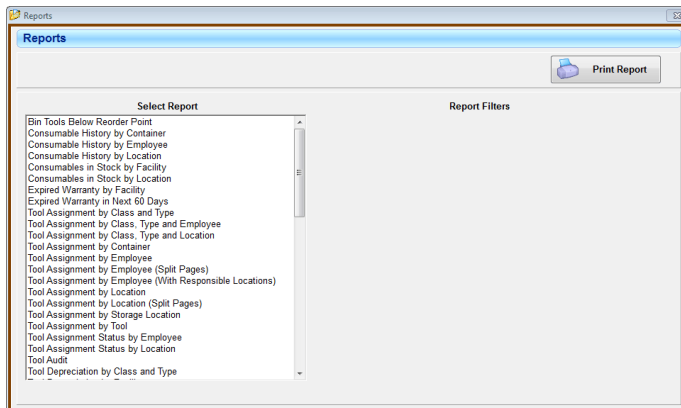 Reports
Reports
Print Report
Select Report
Report Filters
Bin Tools Below Reorder Point
Consumable History by Container
Consumable History by Employee
Consumable History by Location
Consumables in Stock by Facility
Consumables in Stock by Location
Expired Warranty by Facility
Expired Warranty in Next 60 Days
Tool Assignment by Class and Type
Tool Assignment by Class, Type and Employee
Tool Assignment by Class, Type and Location
Tool Assignment by Container
Tool Assignment by Employee
Tool Assignment by Employee (Split Pages)
Tool Assignment by Employee (With Responsible Locations)
Tool Assignment by Location
Tool Assignment by Location (Split Pages)
Tool Assignment by Storage Location
Tool Assignment by Tool
Tool Assignment Status by Employee
Tool Assignment Status by Location
Tool Audit
Tool Depreciation by Class and Type